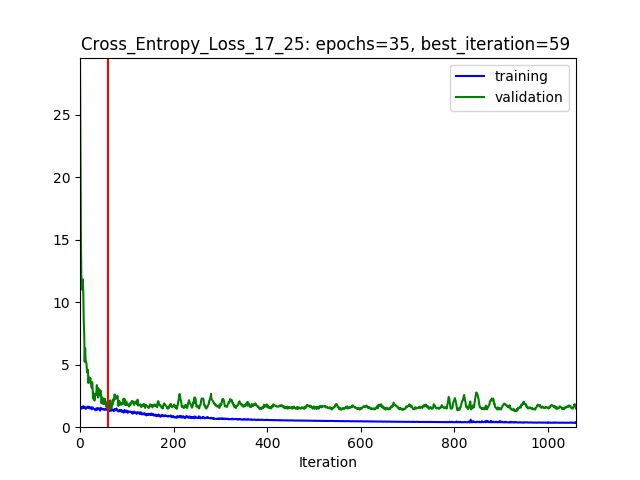 Cross_Entropy_Loss_17_25: epochs=35, best_iteration=59
training
validation
25
20
15
10
5
0
0 200 400 600 800 1000
Iteration